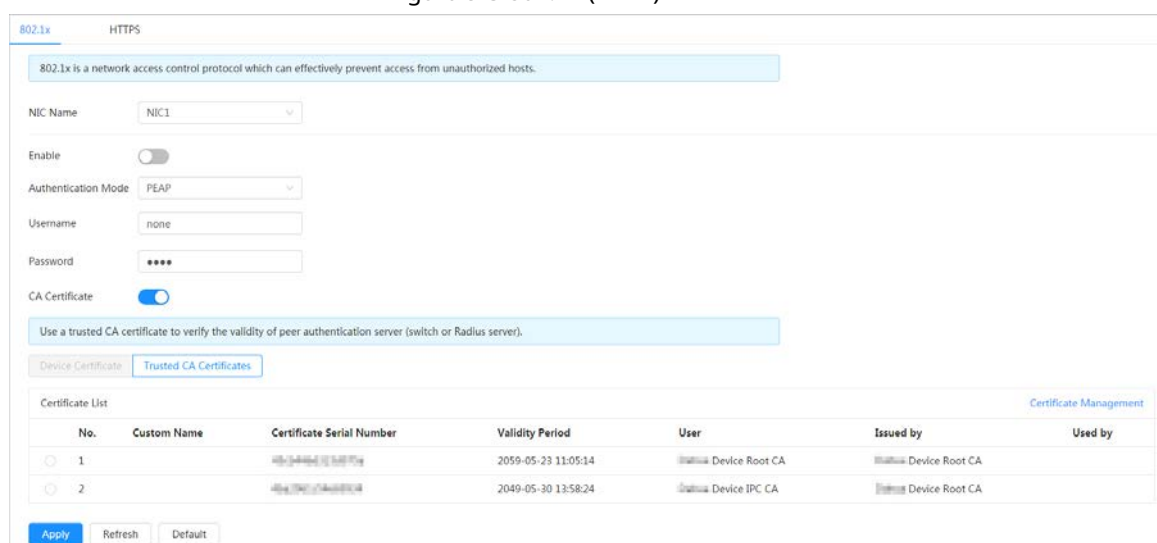 802.1x HTTPS
802.1x is a network access control protocol which can effectively prevent access from unauthorized hosts.
NIC Name NIC1
Enable
Authentication Mode PEAP
Username none
Password ••••
CA Certificate
Use a trusted CA certificate to verify the validity of peer authentication server (switch or Radius server).
Device Certificate Trusted CA Certificates
Certificate List Certificate Management
No. Custom Name Certificate Serial Number Validity Period User Issued by Used by
1 2059-05-23 11:05:14 Device Root CA Device Root CA
2 2049-05-30 13:58:24 Device IPC CA Device Root CA
Apply Refresh Default